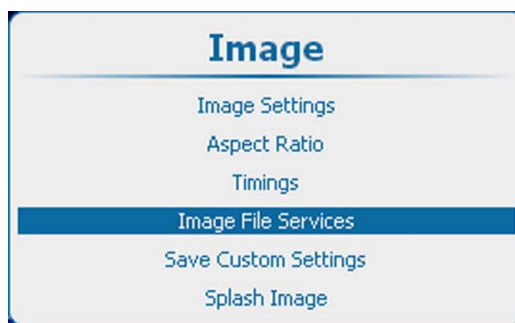 Image
Image Settings
Aspect Ratio
Timings
Image File Services
Save Custom Settings
Splash Image